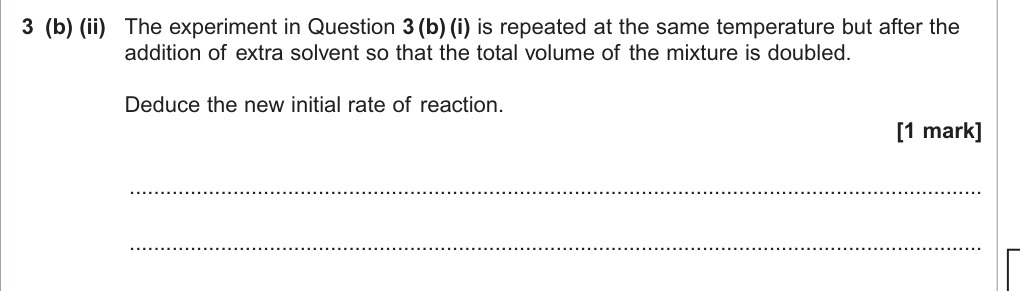 3 (b) (ii) The experiment in Question 3 (b) (i) is repeated at the same temperature but after the
addition of extra solvent so that the total volume of the mixture is doubled.
Deduce the new initial rate of reaction.
[1 mark]